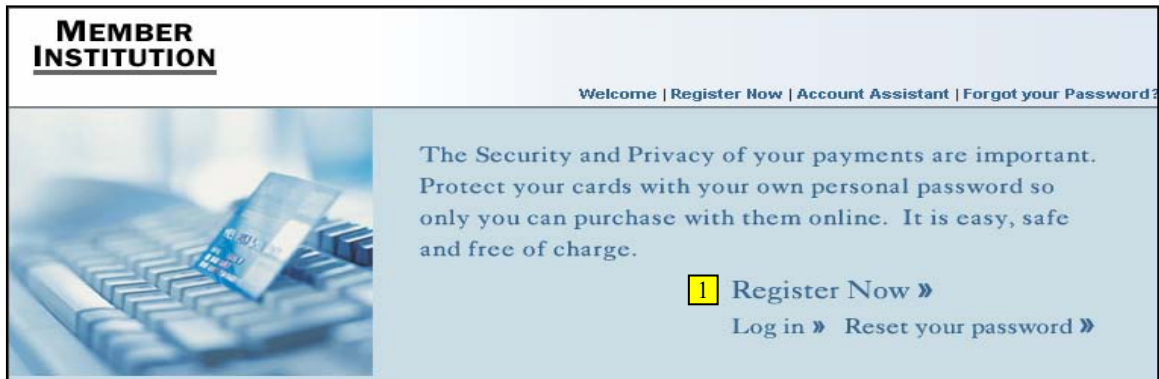 MEMBER
INSTITUTION
Welcome | Register Now | Account Assistant | Forgot your Password?
The Security and Privacy of your payments are important.
Protect your cards with your own personal password so
only you can purchase with them online. It is easy, safe
and free of charge.
1 Register Now »
Log in » Reset your password »